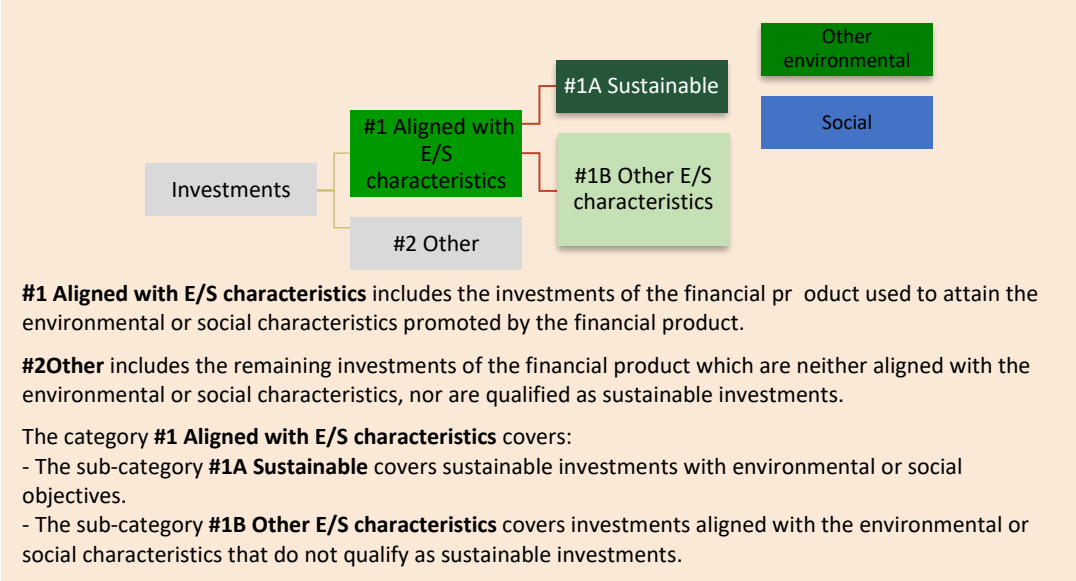 Other
environmental
#1A Sustainable
Social
#1 Aligned with
E/S
characteristics
#1B Other E/S
characteristics
Investments
#2 Other
#1 Aligned with E/S characteristics includes the investments of the financial pr oduct used to attain the
environmental or social characteristics promoted by the financial product.
#2Other includes the remaining investments of the financial product which are neither aligned with the
environmental or social characteristics, nor are qualified as sustainable investments.
The category #1 Aligned with E/S characteristics covers:
- The sub-category #1A Sustainable covers sustainable investments with environmental or social
objectives.
- The sub-category #1B Other E/S characteristics covers investments aligned with the environmental or
social characteristics that do not qualify as sustainable investments.